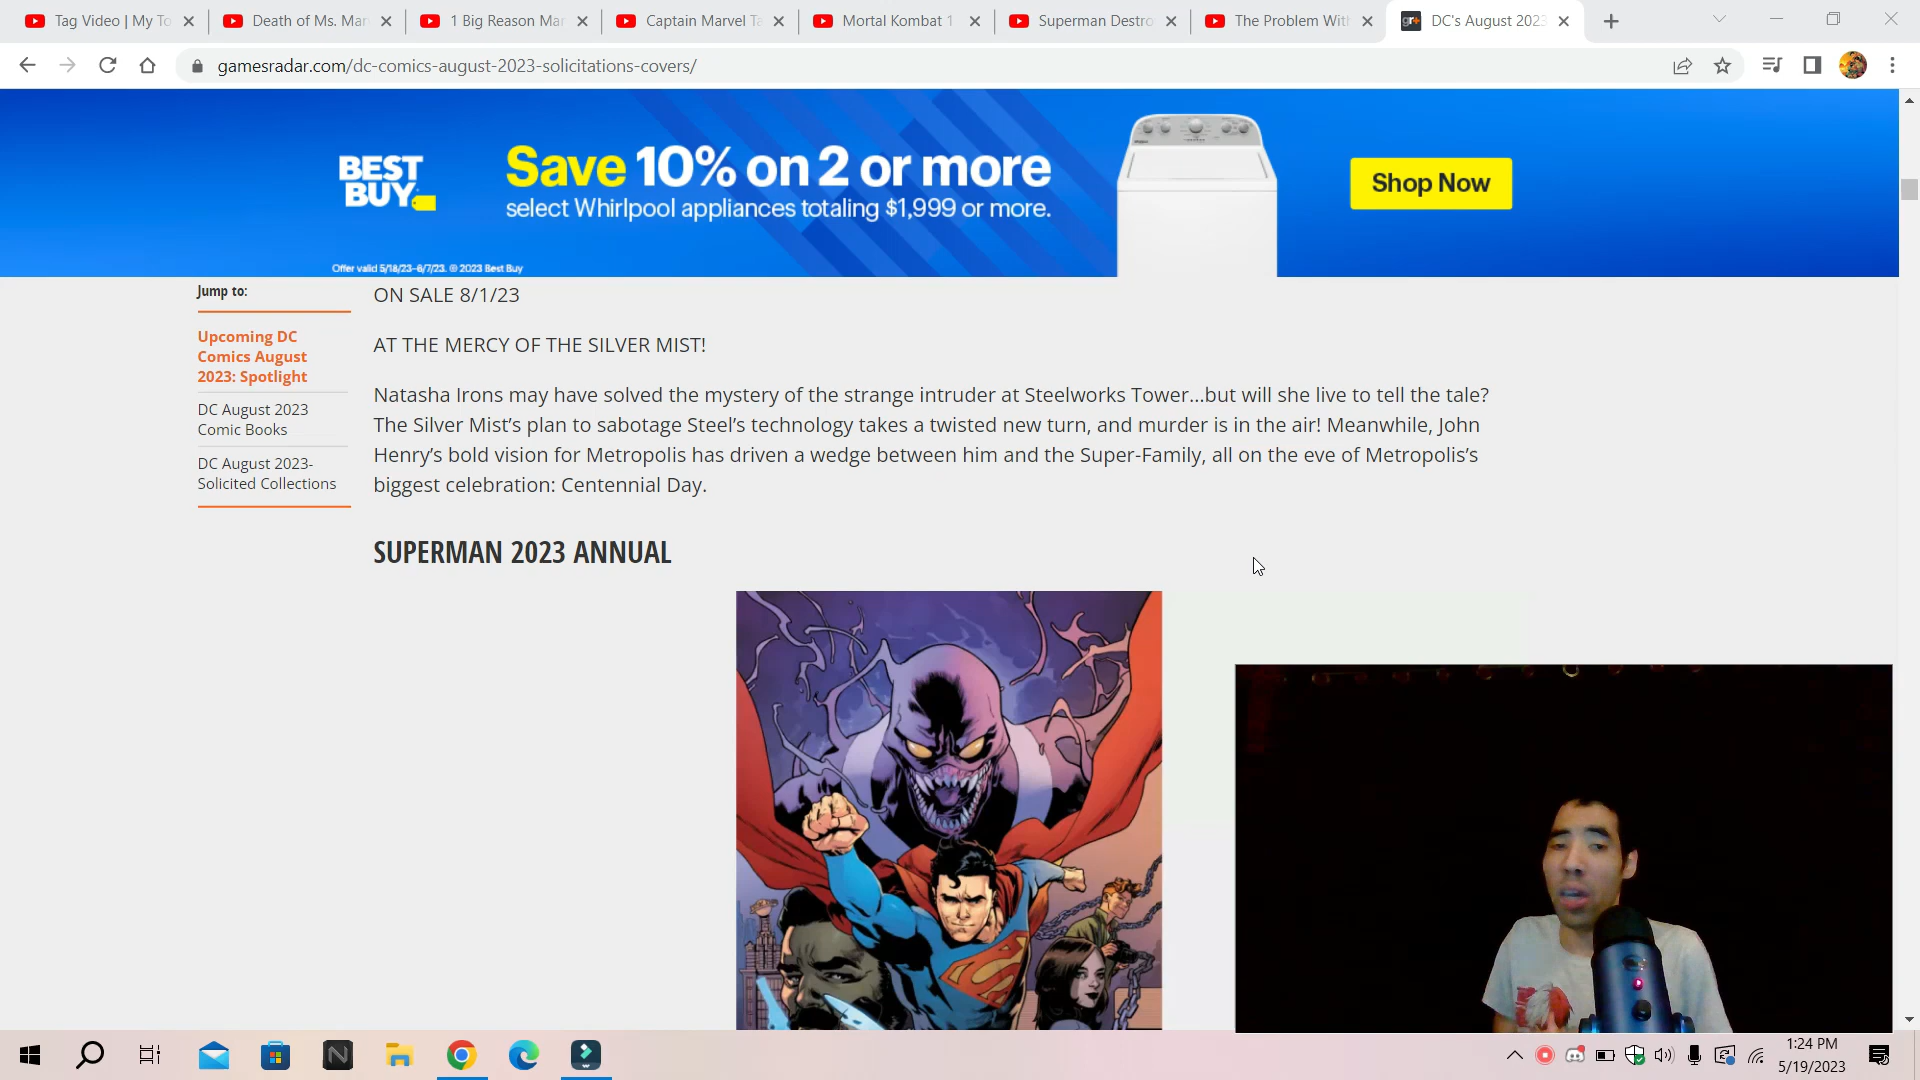 Tag Video | My To
Death of Ms. Mar
1 Big Reason Mar
Captain Marvel Ta
Mortal Kombat 1
Superman Destro
The Problem With
gr+ DC's August 2023
gamesradar.com/dc-comics-august-2023-solicitations-covers/
BEST
BUY
Save 10% on 2 or more
select Whirlpool appliances totaling $1,999 or more.
Shop Now
Offer valid 5/18/23–6/7/23. © 2023 Best Buy
Jump to:
Upcoming DC
Comics August
2023: Spotlight
DC August 2023
Comic Books
DC August 2023-
Solicited Collections
ON SALE 8/1/23
AT THE MERCY OF THE SILVER MIST!
Natasha Irons may have solved the mystery of the strange intruder at Steelworks Tower...but will she live to tell the tale?
The Silver Mist’s plan to sabotage Steel’s technology takes a twisted new turn, and murder is in the air! Meanwhile, John
Henry’s bold vision for Metropolis has driven a wedge between him and the Super-Family, all on the eve of Metropolis’s
biggest celebration: Centennial Day.
SUPERMAN 2023 ANNUAL
1:24 PM
5/19/2023